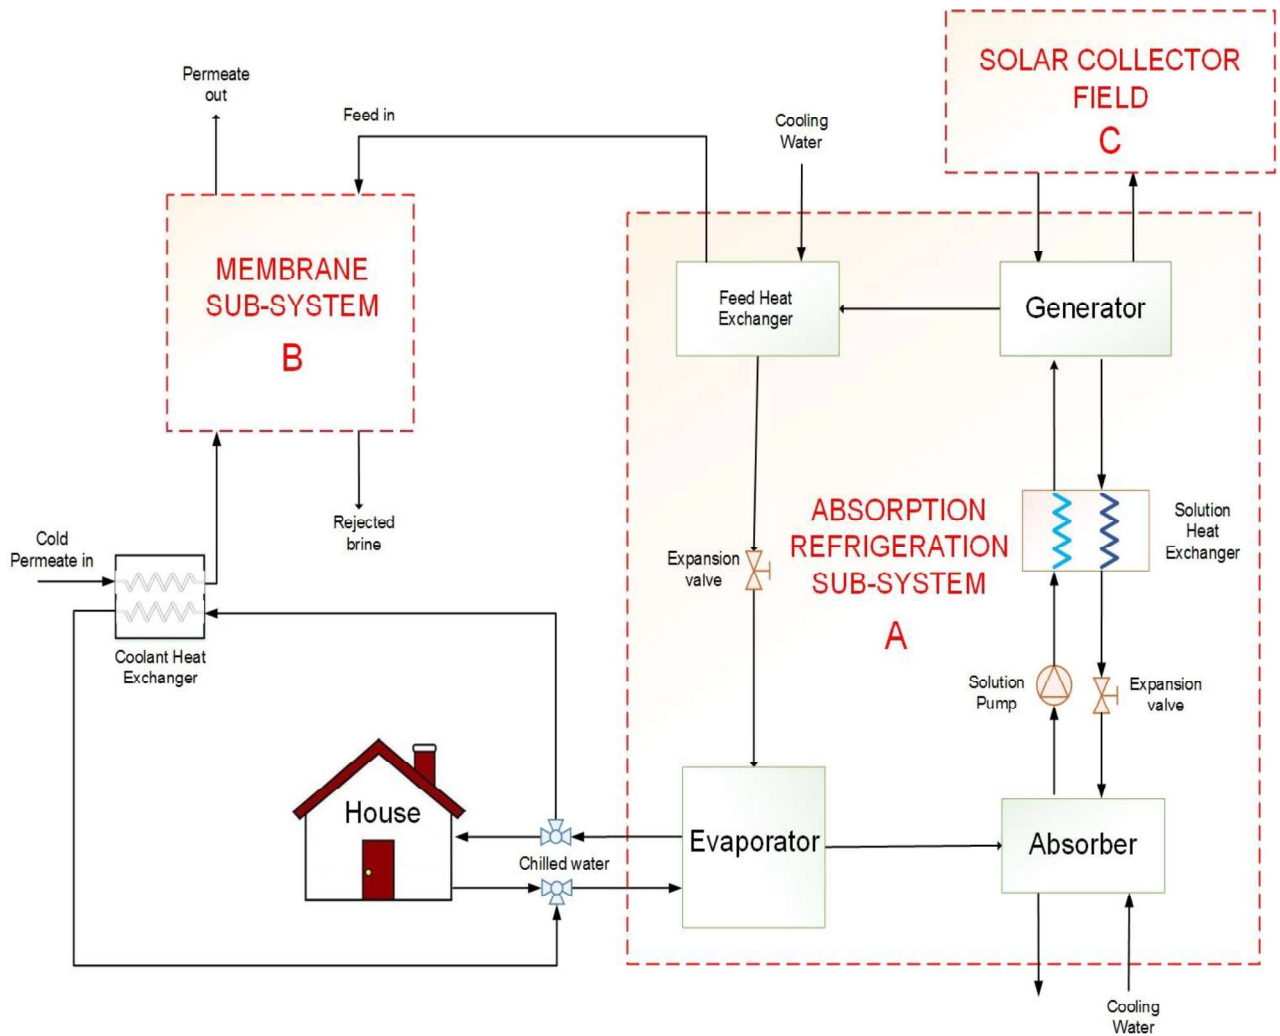 Permeate
out
Feed in
Cooling
Water
SOLAR COLLECTOR
FIELD
C
MEMBRANE
SUB-SYSTEM
B
Feed Heat
Exchanger
Generator
Cold
Permeate in
Rejected
brine
Coolant Heat
Exchanger
Expansion
valve
ABSORPTION
REFRIGERATION
SUB-SYSTEM
A
Solution
Heat
Exchanger
Solution
Pump
Expansion
valve
House
Chilled water
Evaporator
Absorber
Cooling
Water